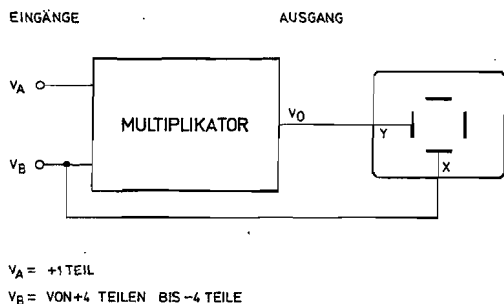 EINGÄNGE AUSGANG
V_A
MULTIPLIKATOR
V_O
V_B
Y
X
V_A = +1 TEIL
V_B = VON +4 TEILEN BIS -4 TEILE